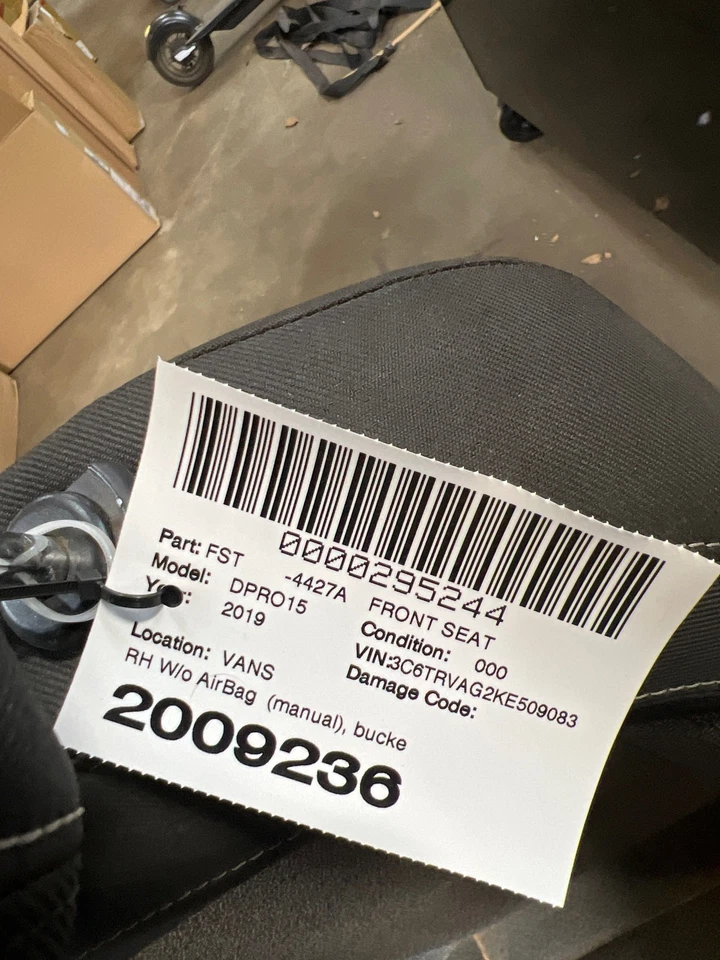 0000295244
Part: FST -4427A FRONT SEAT
Model: DPRO15 Condition: 000
Year: 2019 VIN:3C6TRVAG2KE509083
Damage Code:
Location: VANS
RH W/o AirBag (manual), bucke
2009236